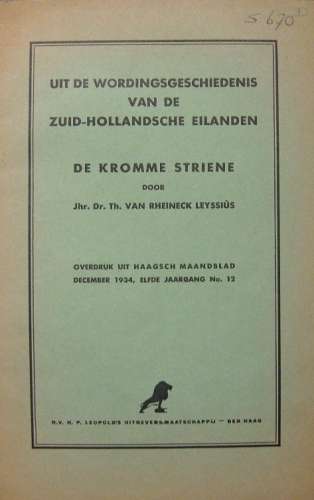 S 670
UIT DE WORDINGSGESCHIEDENIS
VAN DE
ZUID-HOLLANDSCHE EILANDEN
DE KROMME STRIENE
DOOR
Jhr. Dr. Th. VAN RHEINECK LEYSSIÙS
OVERDRUK UIT HAAGSCH MAANDBLAD
DECEMBER 1934, ELFDE JAARGANG No. 12
N.V. H. P. LEOPOLD'S UITGEVERSMAATSCHAPPIJ — DEN HAAG